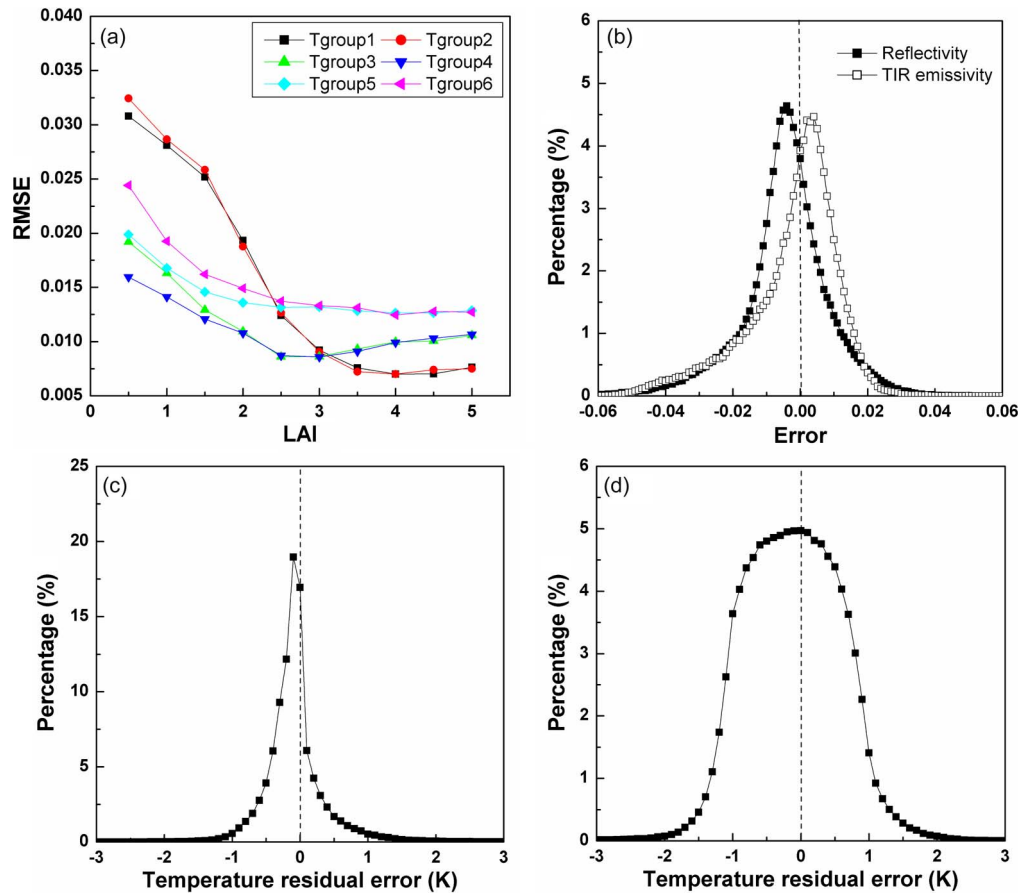 (a)
Tgroup1 Tgroup2
Tgroup3 Tgroup4
Tgroup5 Tgroup6
0.040
0.035
0.030
0.025
0.020
0.015
0.010
0.005
RMSE
0 1 2 3 4 5
LAI
(b)
Reflectivity
TIR emissivity
6
5
4
3
2
1
0
Percentage (%)
-0.06 -0.04 -0.02 0.00 0.02 0.04 0.06
Error
(c)
25
20
15
10
5
0
Percentage (%)
-3 -2 -1 0 1 2 3
Temperature residual error (K)
(d)
6
5
4
3
2
1
0
Percentage (%)
-3 -2 -1 0 1 2 3
Temperature residual error (K)